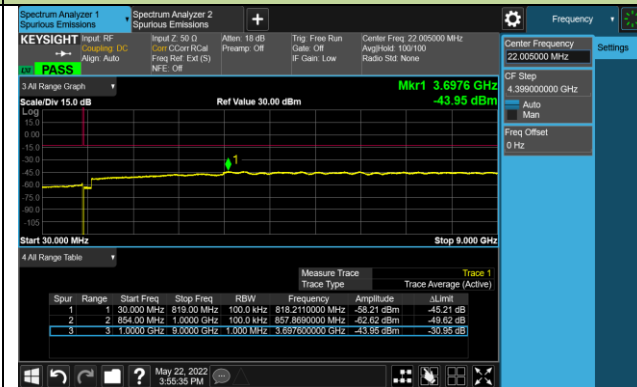 Spectrum Analyzer 1
Spurious Emissions
Spectrum Analyzer 2
Spurious Emissions
+
Frequency
KEYSIGHT
Input: RF
Coupling: DC
Align: Auto
Input Z: 50 Ω
Corr CCorr RCal
Freq Ref: Ext (S)
NFE: Off
Atten: 18 dB
Preamp: Off
Trig: Free Run
Gate: Off
IF Gain: Low
Center Freq: 22.005000 MHz
Avg|Hold: 100/100
Radio Std: None
PASS
Center Frequency
22.005000 MHz
Settings
CF Step
4.399000000 GHz
Auto
Man
Freq Offset
0 Hz
3 All Range Graph
Mkr1 3.6976 GHz
Scale/Div 15.0 dB
Ref Value 30.00 dBm
-43.95 dBm
Log
15.0
0.00
-15.0
-30.0
-45.0
-60.0
-75.0
-90.0
-105
1
Start 30.000 MHz
Stop 9.000 GHz
4 All Range Table
Measure Trace Trace 1
Trace Type Trace Average (Active)
Spur Range Start Freq Stop Freq RBW Frequency Amplitude ΔLimit
1 1 30.000 MHz 819.00 MHz 100.0 kHz 818.2110000 MHz -58.21 dBm -45.21 dB
2 2 854.00 MHz 1.0000 GHz 100.0 kHz 857.8690000 MHz -62.62 dBm -49.62 dB
3 3 1.0000 GHz 9.0000 GHz 1.000 MHz 3.697600000 GHz -43.95 dBm -30.95 dB
?
May 22, 2022
3:55:35 PM